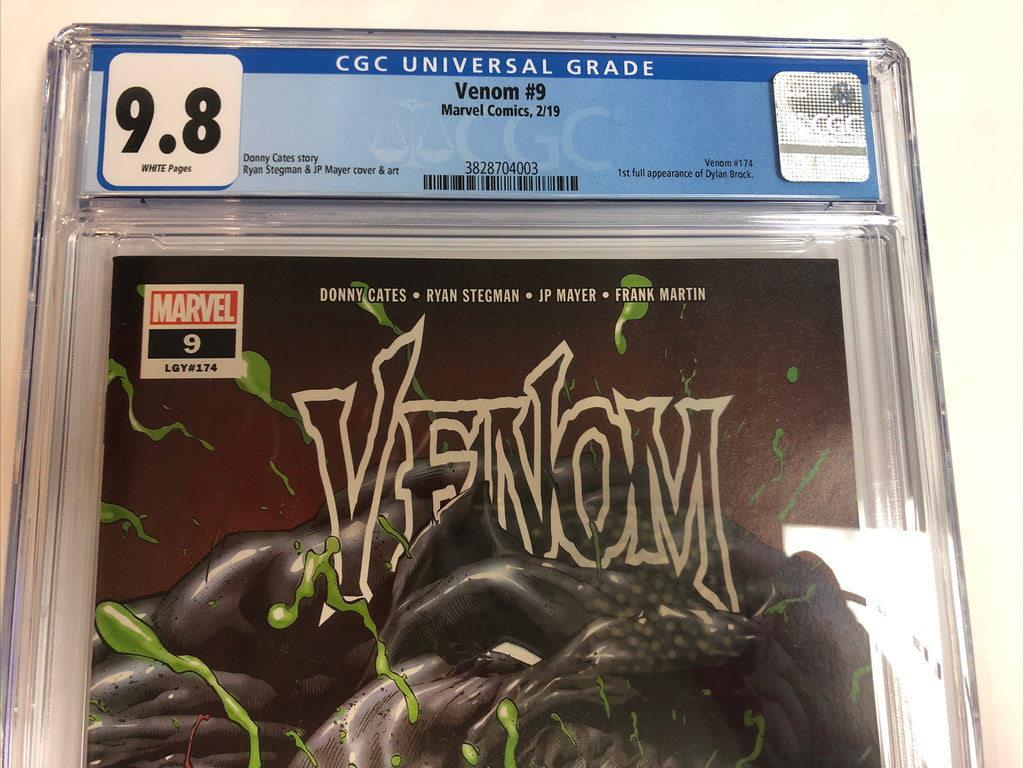 CGC UNIVERSAL GRADE
9.8
WHITE Pages
Venom #9
Marvel Comics, 2/19
CGC
Donny Cates story
Ryan Stegman & JP Mayer cover & art
3828704003
Venom #174
1st full appearance of Dylan Brock.
CGC
DONNY CATES • RYAN STEGMAN • JP MAYER • FRANK MARTIN
MARVEL
9
LGY#174
VENOM